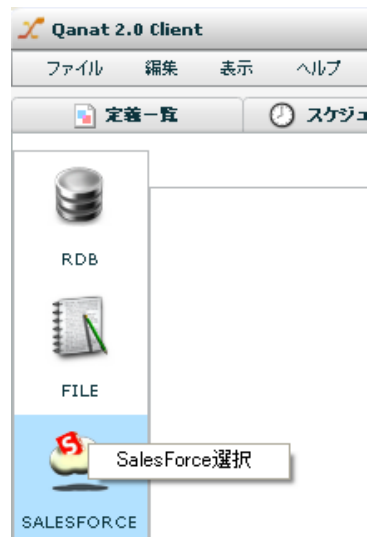 Qanat 2.0 Client
ファイル 編集 表示 ヘルプ
定義一覧 スケジュ
RDB
FILE
S
SalesForce選択
SALESFORCE